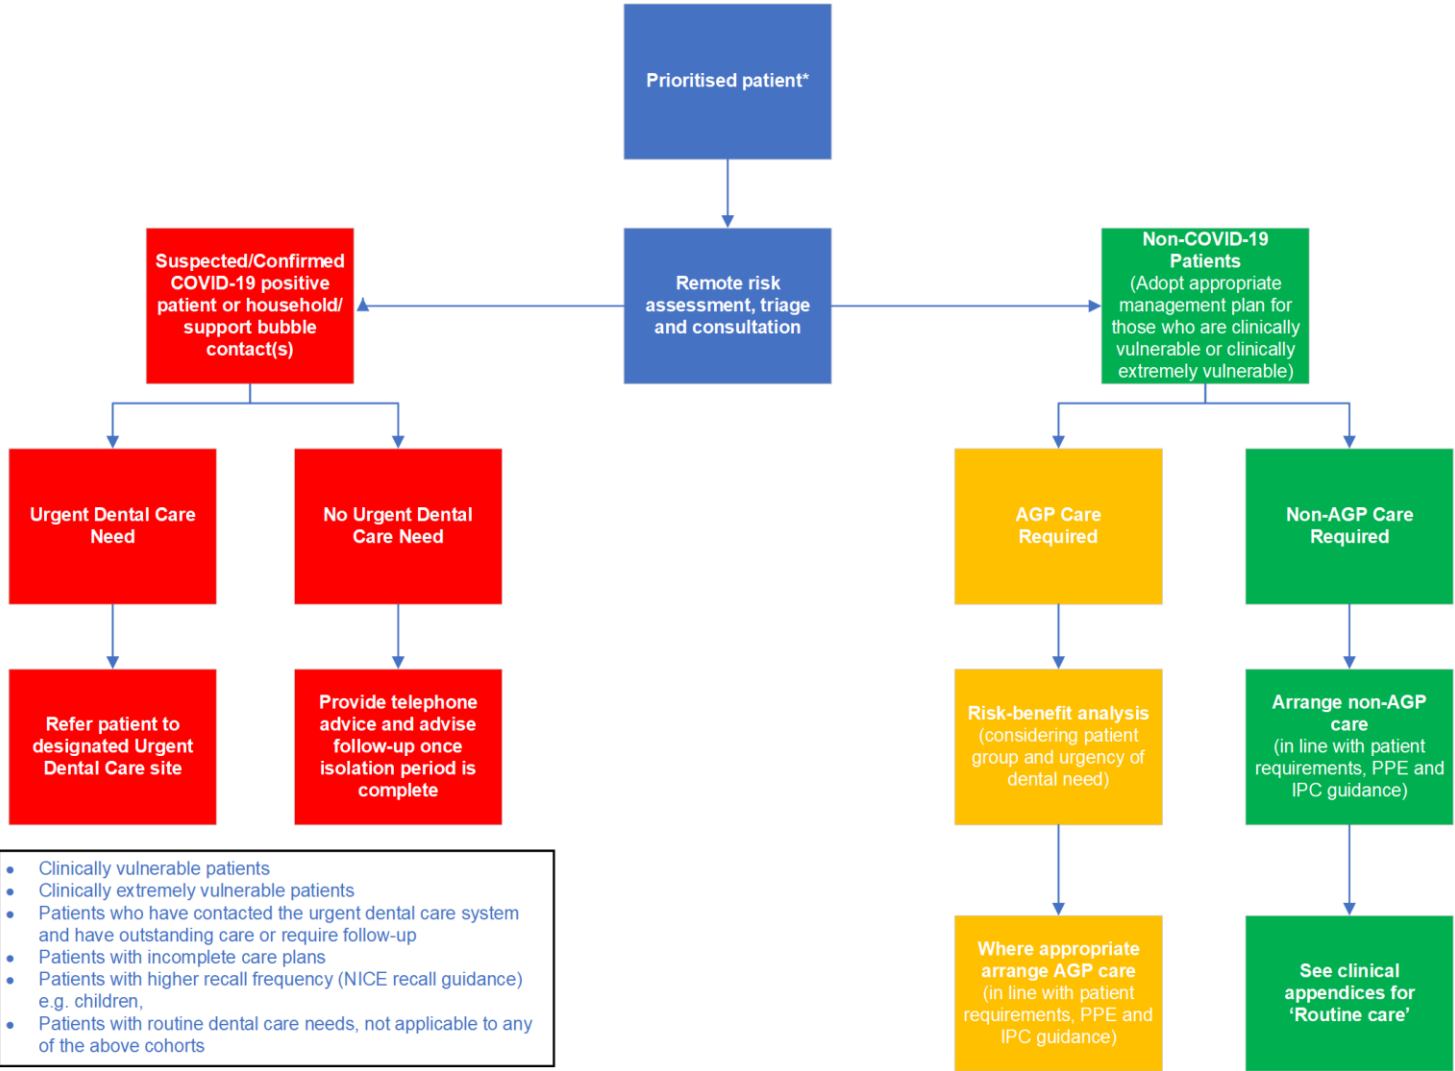 Prioritised patient*
Suspected/Confirmed
COVID-19 positive
patient or household/
support bubble
contact(s)
Remote risk
assessment, triage
and consultation
Non-COVID-19
Patients
(Adopt appropriate
management plan for
those who are clinically
vulnerable or clinically
extremely vulnerable)
Urgent Dental Care
Need
No Urgent Dental
Care Need
AGP Care
Required
Non-AGP Care
Required
Refer patient to
designated Urgent
Dental Care site
Provide telephone
advice and advise
follow-up once
isolation period is
complete
Risk-benefit analysis
(considering patient
group and urgency of
dental need)
Arrange non-AGP
care
(in line with patient
requirements, PPE and
IPC guidance)
• Clinically vulnerable patients
• Clinically extremely vulnerable patients
• Patients who have contacted the urgent dental care system
and have outstanding care or require follow-up
• Patients with incomplete care plans
• Patients with higher recall frequency (NICE recall guidance)
e.g. children,
• Patients with routine dental care needs, not applicable to any
of the above cohorts
Where appropriate
arrange AGP care
(in line with patient
requirements, PPE and
IPC guidance)
See clinical
appendices for
‘Routine care’